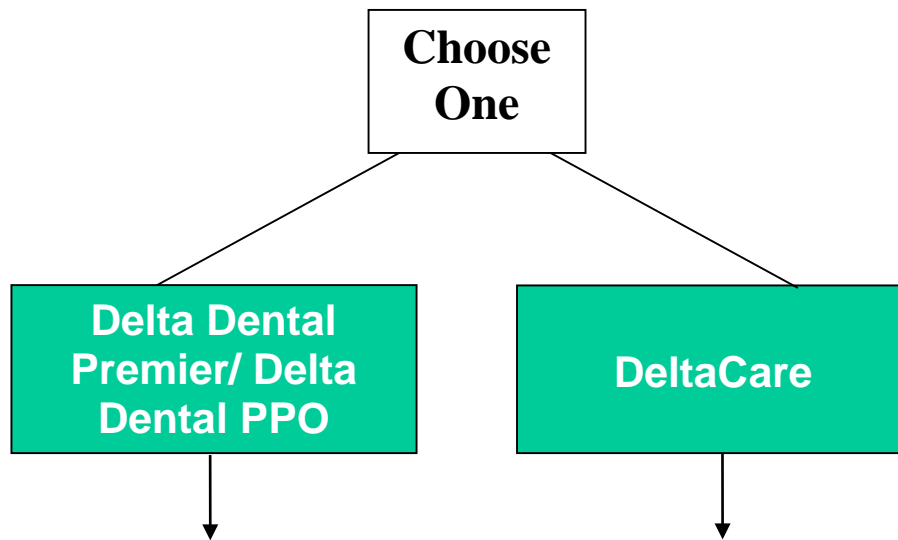 Choose
One
Delta Dental
Premier/ Delta
Dental PPO
DeltaCare